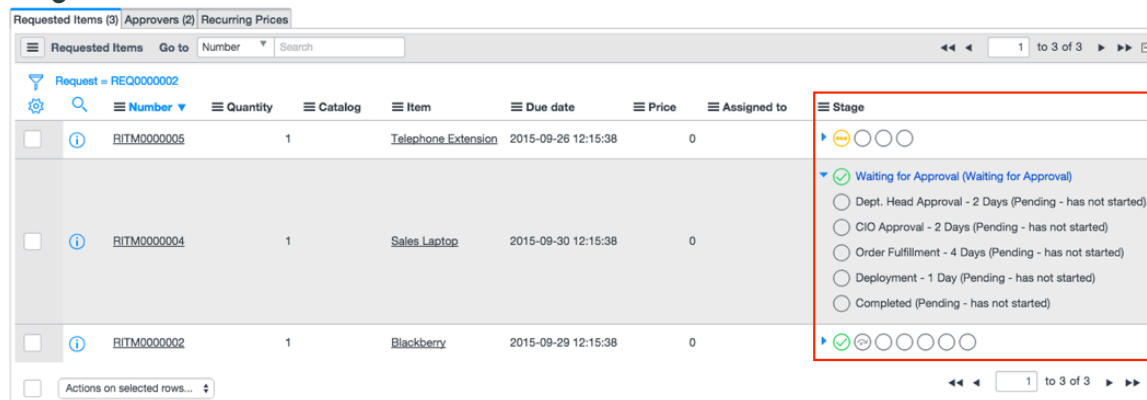 Requested Items (3) Approvers (2) Recurring Prices
Requested Items Go to Number Search 1 to 3 of 3
Request = REQ0000002
Number Quantity Catalog Item Due date Price Assigned to Stage
RITM0000005 1 Telephone Extension 2015-09-26 12:15:38 0
Waiting for Approval (Waiting for Approval)
Dept. Head Approval - 2 Days (Pending - has not started)
CIO Approval - 2 Days (Pending - has not started)
RITM0000004 1 Sales Laptop 2015-09-30 12:15:38 0
Order Fulfillment - 4 Days (Pending - has not started)
Deployment - 1 Day (Pending - has not started)
Completed (Pending - has not started)
RITM0000002 1 Blackberry 2015-09-29 12:15:38 0
Actions on selected rows... 1 to 3 of 3